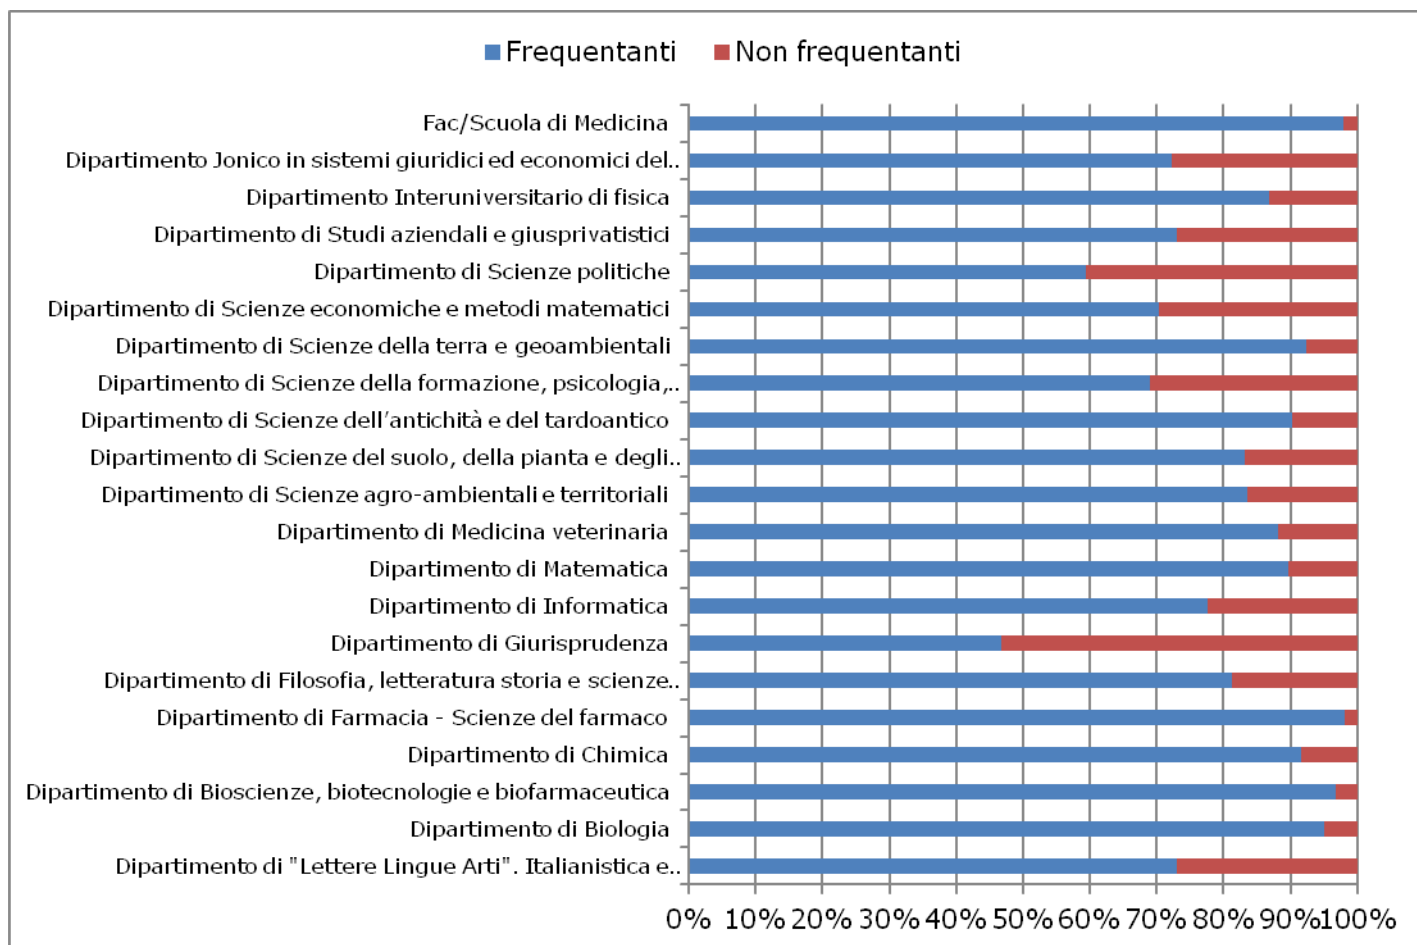 Frequentanti Non frequentanti
Fac/Scuola di Medicina
Dipartimento Jonico in sistemi giuridici ed economici del..
Dipartimento Interuniversitario di fisica
Dipartimento di Studi aziendali e giusprivatistici
Dipartimento di Scienze politiche
Dipartimento di Scienze economiche e metodi matematici
Dipartimento di Scienze della terra e geoambientali
Dipartimento di Scienze della formazione, psicologia,..
Dipartimento di Scienze dell’antichità e del tardoantico
Dipartimento di Scienze del suolo, della pianta e degli..
Dipartimento di Scienze agro-ambientali e territoriali
Dipartimento di Medicina veterinaria
Dipartimento di Matematica
Dipartimento di Informatica
Dipartimento di Giurisprudenza
Dipartimento di Filosofia, letteratura storia e scienze..
Dipartimento di Farmacia - Scienze del farmaco
Dipartimento di Chimica
Dipartimento di Bioscienze, biotecnologie e biofarmaceutica
Dipartimento di Biologia
Dipartimento di "Lettere Lingue Arti". Italianistica e..
0% 10% 20% 30% 40% 50% 60% 70% 80% 90% 100%